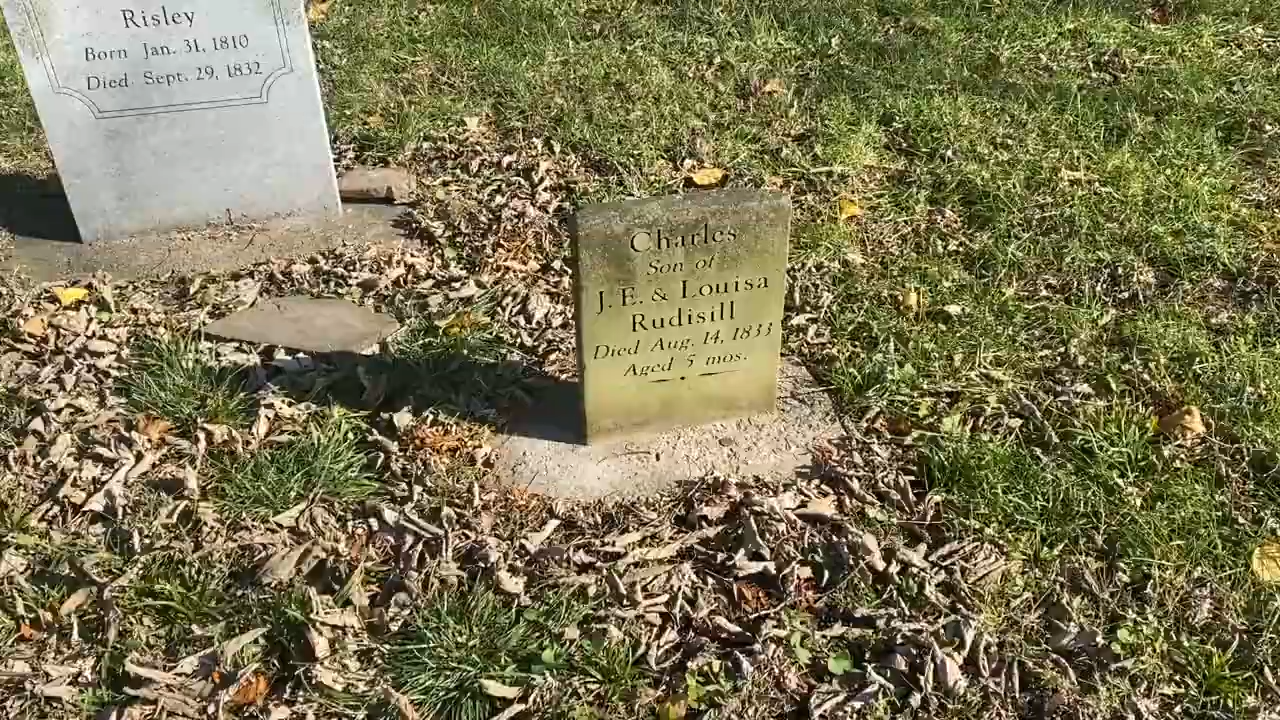 Risley
Born Jan. 31, 1810
Died Sept. 29, 1832
Charles
Son of
J. E. & Louisa
Rudisill
Died Aug. 14, 1833
Aged 5 mos.